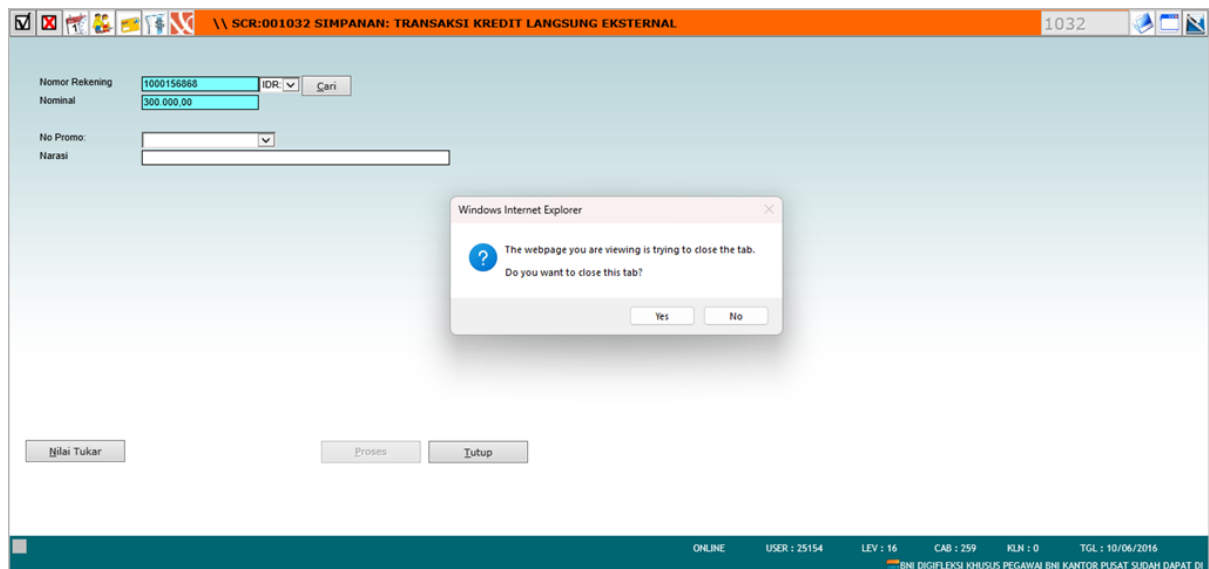 \\ SCR:001032 SIMPANAN: TRANSAKSI KREDIT LANGSUNG EKSTERNAL 1032
Nomor Rekening 1000156868 IDR: Cari
Nominal 300.000,00
No Promo:
Narasi
Windows Internet Explorer
The webpage you are viewing is trying to close the tab.
Do you want to close this tab?
Yes No
Nilai Tukar Proses Tutup
ONLINE USER : 25154 LEV : 16 CAB : 259 KLN : 0 TGL : 10/06/2016
BNI DIGIFLEKSI KHUSUS PEGAWAI BNI KANTOR PUSAT SUDAH DAPAT DI